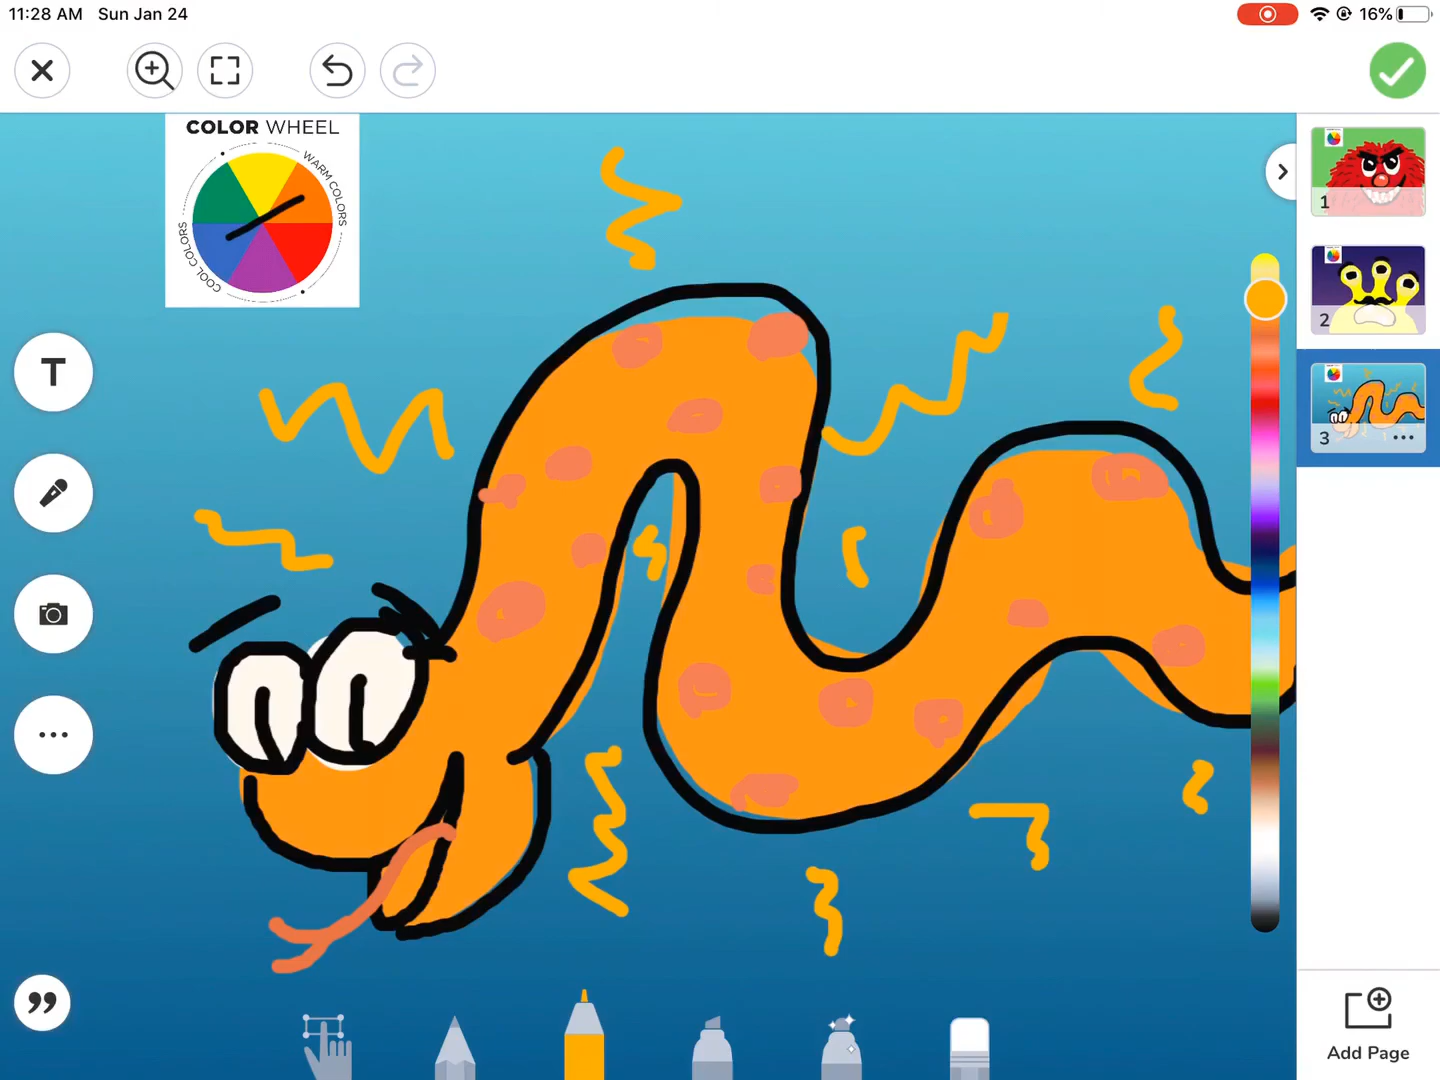 11:28 AM Sun Jan 24
16%
COLOR WHEEL
WARM COLORS
COOL COLORS
T
1
2
3
Add Page